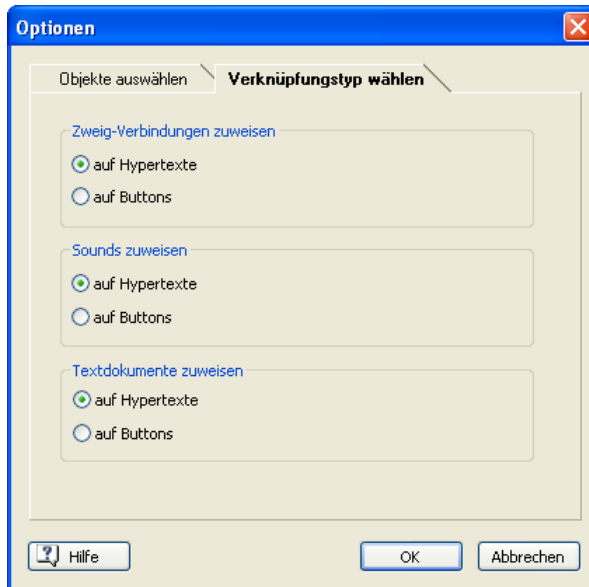 Optionen
Objekte auswählen
Verknüpfungstyp wählen
Zweig-Verbindungen zuweisen
auf Hypertexte
auf Buttons
Sounds zuweisen
auf Hypertexte
auf Buttons
Textdokumente zuweisen
auf Hypertexte
auf Buttons
Hilfe
OK
Abbrechen